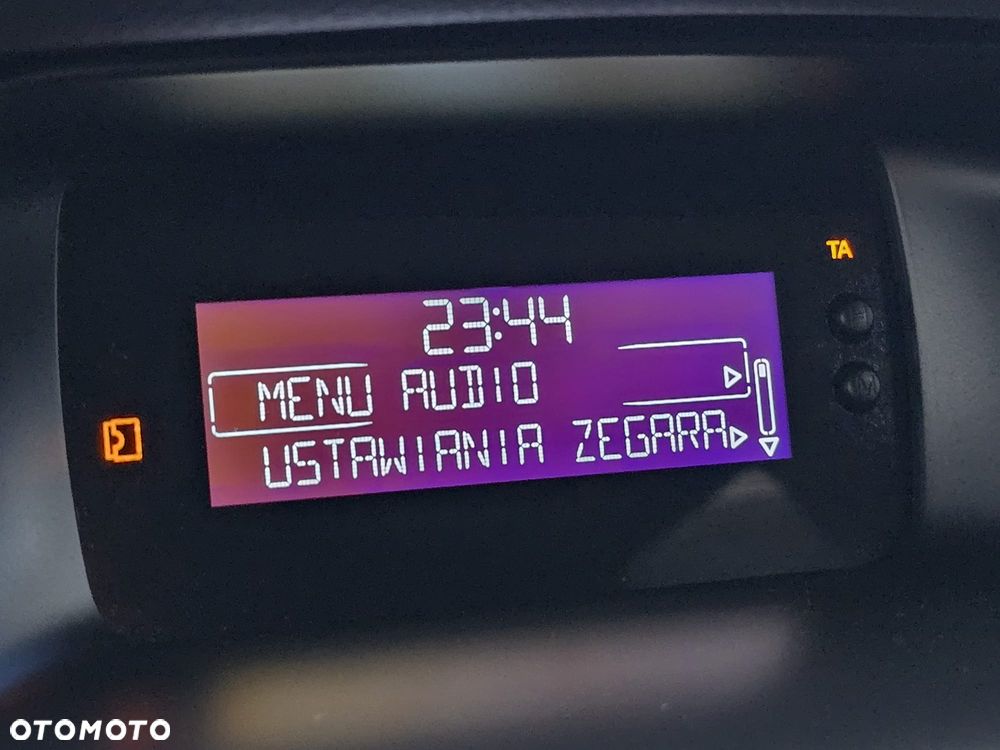 TA
23:44
MENU AUDIO
USTAWIANIA ZEGARA
OTOMOTO